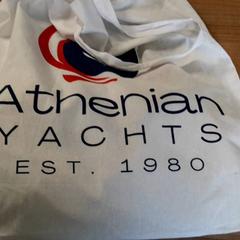 Athenian
YACHTS
EST. 1980